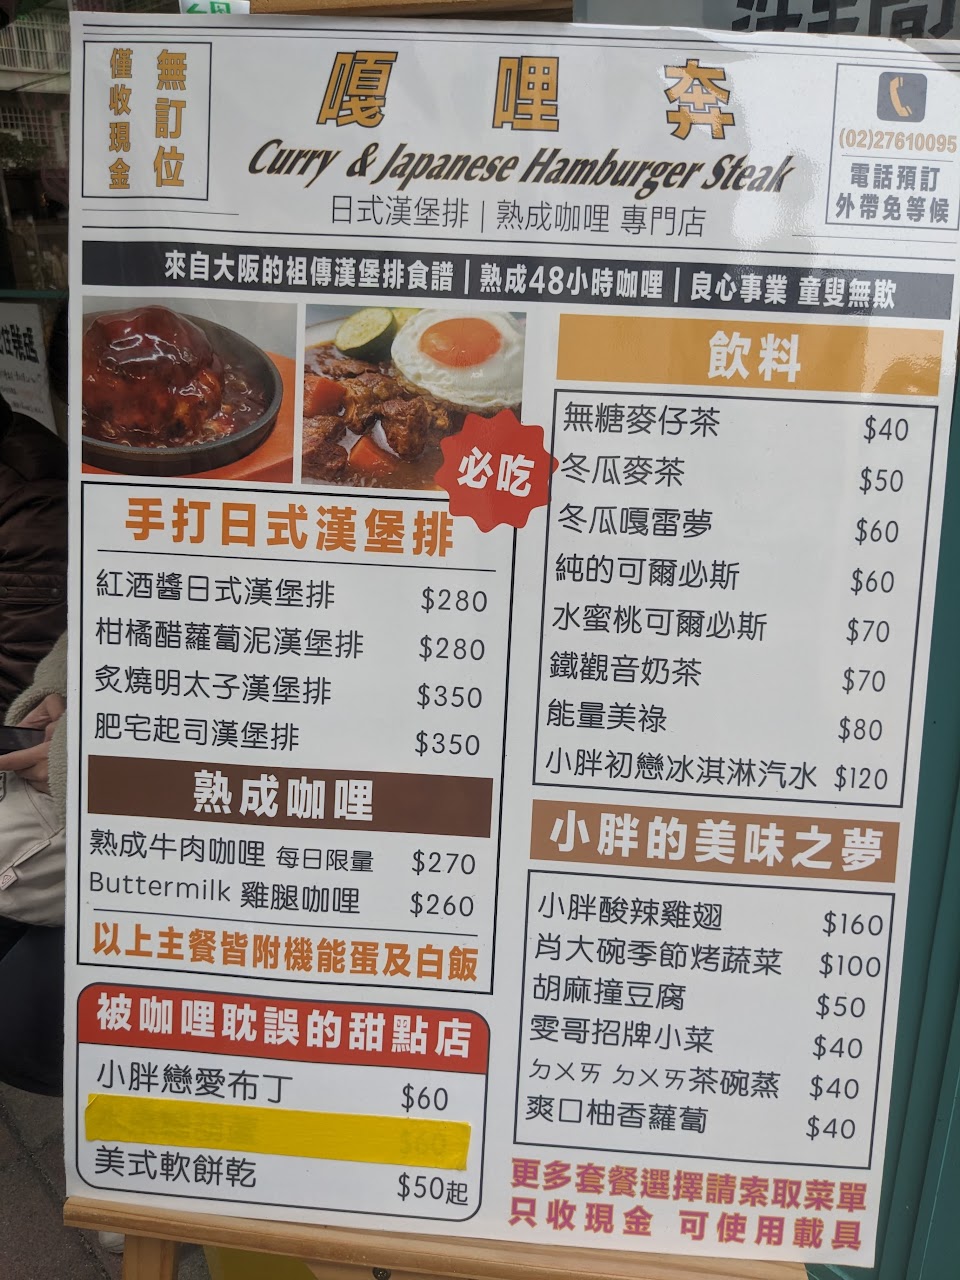 無訂位
僅收現金
嘎哩奔
Curry & Japanese Hamburger Steak
日式漢堡排|熟成咖哩 專門店
(02)27610095
電話預訂
外帶免等候
來自大阪的祖傳漢堡排食譜|熟成48小時咖哩|良心事業 童叟無欺
必吃
手打日式漢堡排
紅酒醬日式漢堡排 $280
柑橘醋蘿蔔泥漢堡排 $280
炙燒明太子漢堡排 $350
肥宅起司漢堡排 $350
熟成咖哩
熟成牛肉咖哩 每日限量 $270
Buttermilk 雞腿咖哩 $260
以上主餐皆附機能蛋及白飯
被咖哩耽誤的甜點店
小胖戀愛布丁 $60
$60
美式軟餅乾 $50起
飲料
無糖麥仔茶 $40
冬瓜麥茶 $50
冬瓜嘎雷夢 $60
純的可爾必斯 $60
水蜜桃可爾必斯 $70
鐵觀音奶茶 $70
能量美祿 $80
小胖初戀冰淇淋汽水 $120
小胖的美味之夢
小胖酸辣雞翅 $160
肖大碗季節烤蔬菜 $100
胡麻撞豆腐 $50
雯哥招牌小菜 $40
ㄉㄨㄞ ㄉㄨㄞ茶碗蒸 $40
爽口柚香蘿蔔 $40
更多套餐選擇請索取菜單
只收現金 可使用載具